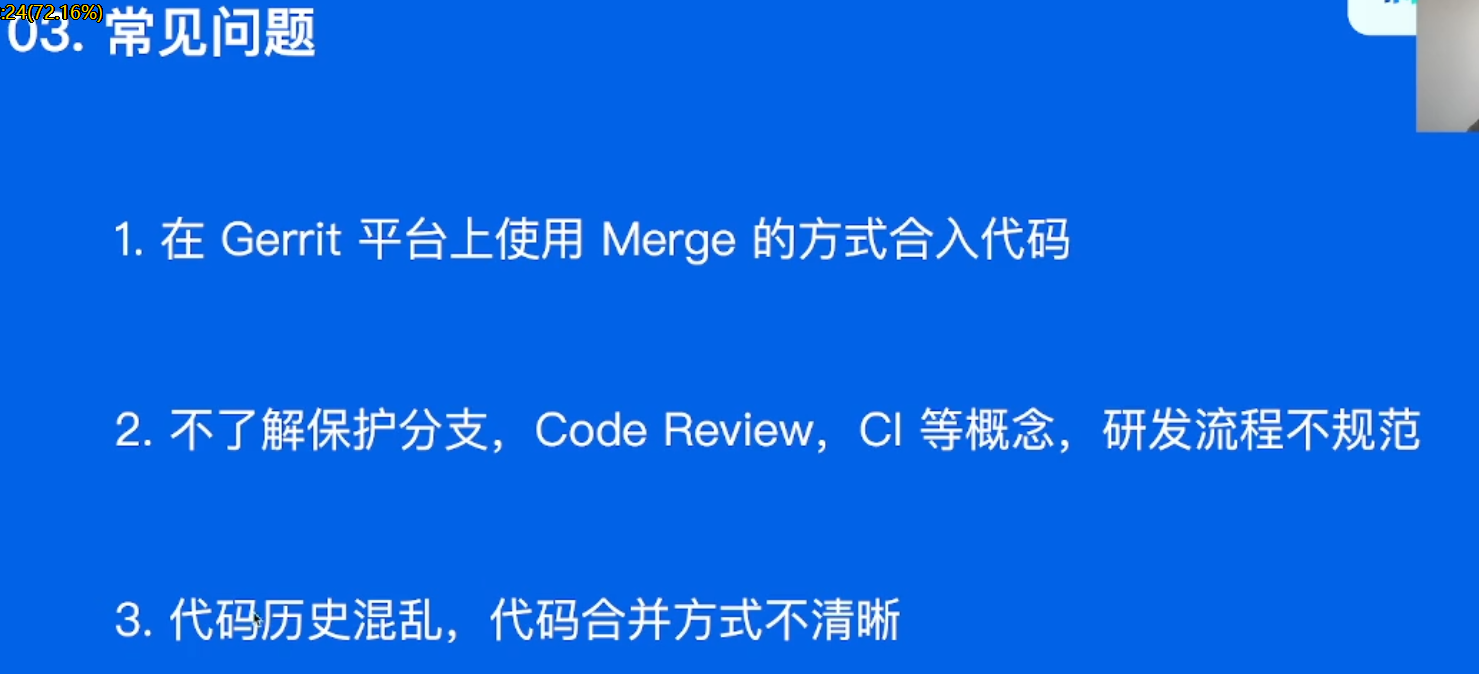 :24(72.16%)
03. 常见问题
1. 在 Gerrit 平台上使用 Merge 的方式合入代码
2. 不了解保护分支，Code Review，CI 等概念，研发流程不规范
3. 代码历史混乱，代码合并方式不清晰